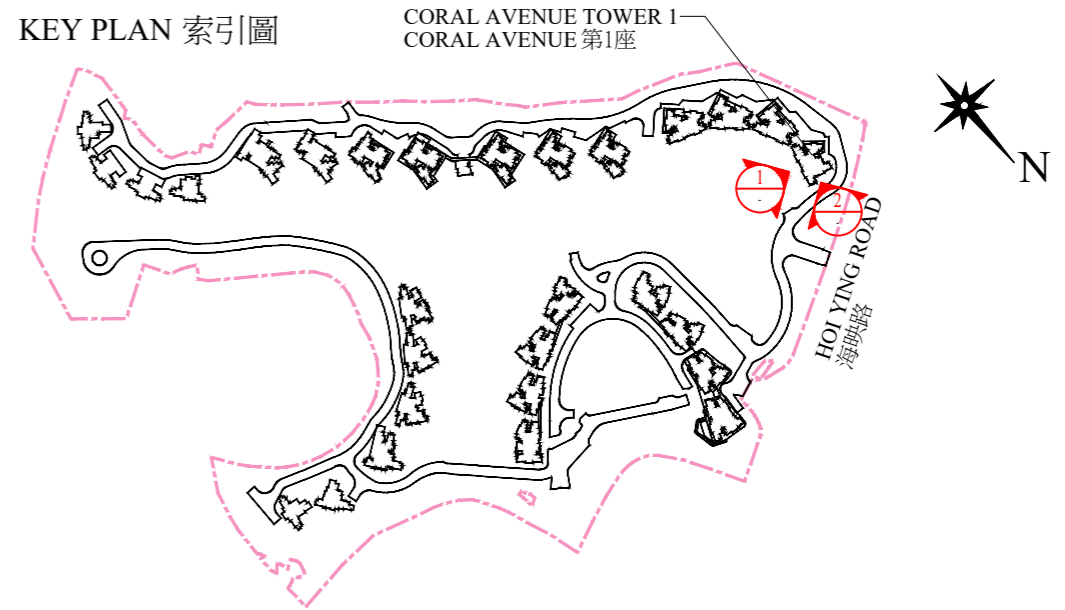 KEY PLAN 索引圖
CORAL AVENUE TOWER 1
CORAL AVENUE 第1座
N
1
-
2
-
HOI YING ROAD
海映路